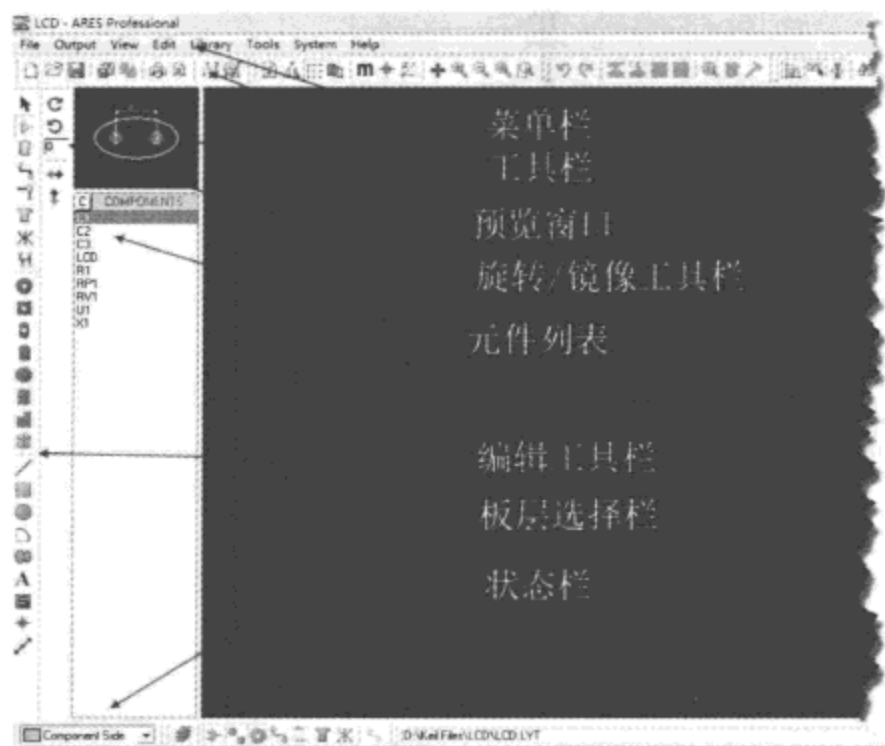 LCD - ARES Professional
File Output View Edit Library Tools System Help
菜单栏
工具栏
预览窗口
旋转/镜像工具栏
C COMPONENTS
C2
C3
LCD
R1
RP1
RV1
U1
X1
元件列表
编辑工具栏
板层选择栏
状态栏
A
Component Side
D:\Keil Files\LCD\LCD.LYT